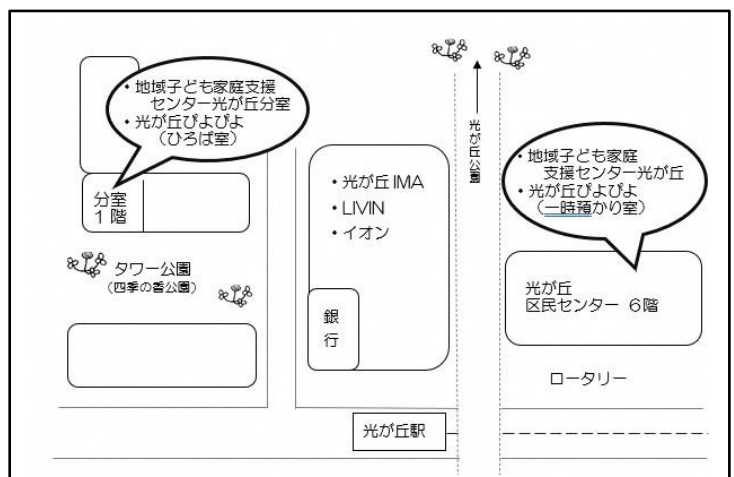 ・地域子ども家庭支援
センター光が丘分室
・光が丘ぴよぴよ
（ひろば室）
分室
1階
タワー公園
（四季の香公園）
・光が丘 IMA
・LIVIN
・イオン
銀
行
光が丘公園
・地域子ども家庭
支援センター光が丘
・光が丘ぴよぴよ
（一時預かり室）
光が丘
区民センター 6階
ロータリー
光が丘駅